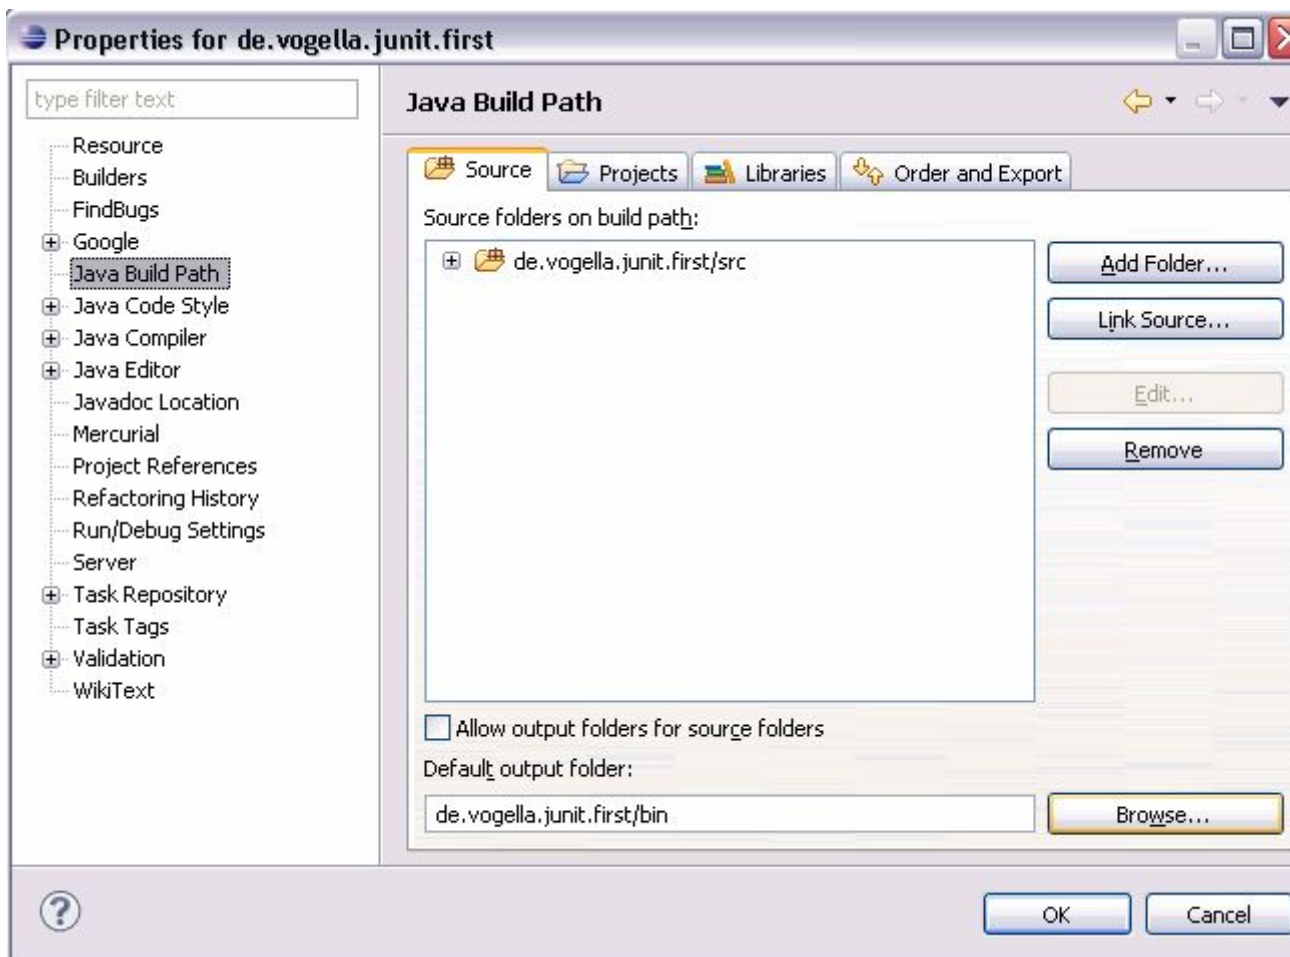 Properties for de.vogella.junit.first
type filter text
Resource
Builders
FindBugs
Google
Java Build Path
Java Code Style
Java Compiler
Java Editor
Javadoc Location
Mercurial
Project References
Refactoring History
Run/Debug Settings
Server
Task Repository
Task Tags
Validation
WikiText
Java Build Path
Source Projects Libraries Order and Export
Source folders on build path:
de.vogella.junit.first/src
Add Folder...
Link Source...
Edit...
Remove
Allow output folders for source folders
Default output folder:
de.vogella.junit.first/bin
Browse...
OK Cancel